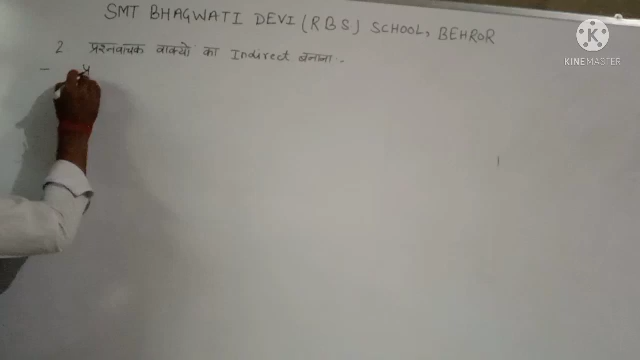 SMT BHAGWATI DEVI (RBS) SCHOOL, BEHROR
2 प्रश्नवाचक वाक्यो का Indirect बनाना :-
KINEMASTER